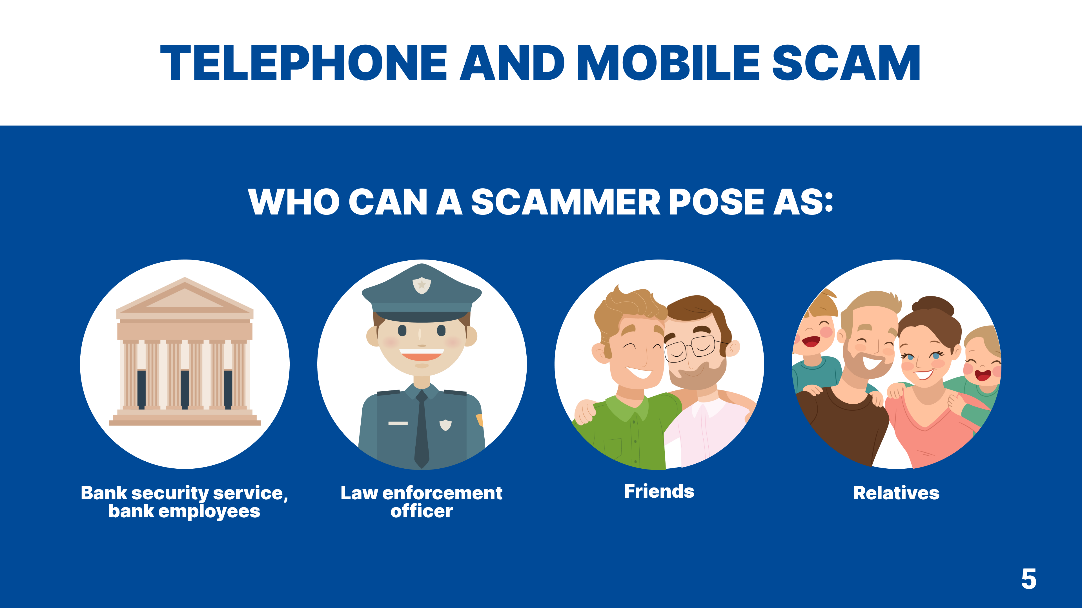 TELEPHONE AND MOBILE SCAM
WHO CAN A SCAMMER POSE AS:
Bank security service,
bank employees
Law enforcement
officer
Friends
Relatives
5